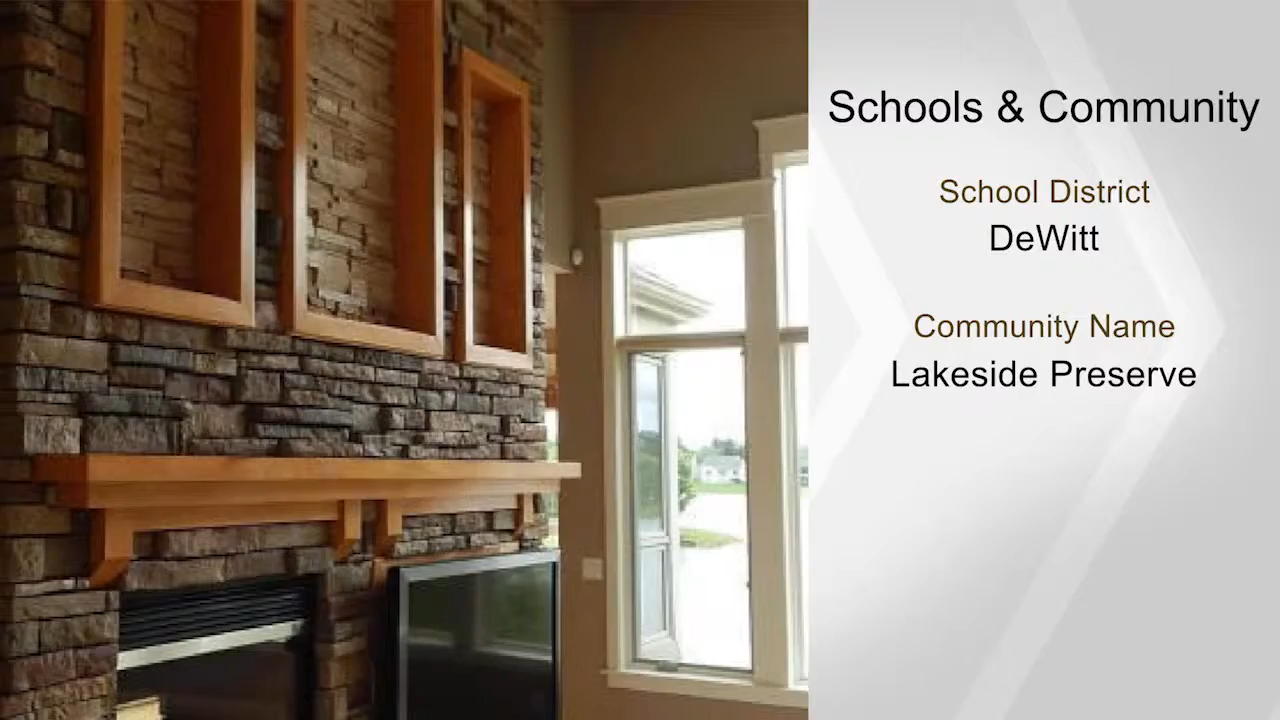 Schools & Community
School District
DeWitt
Community Name
Lakeside Preserve